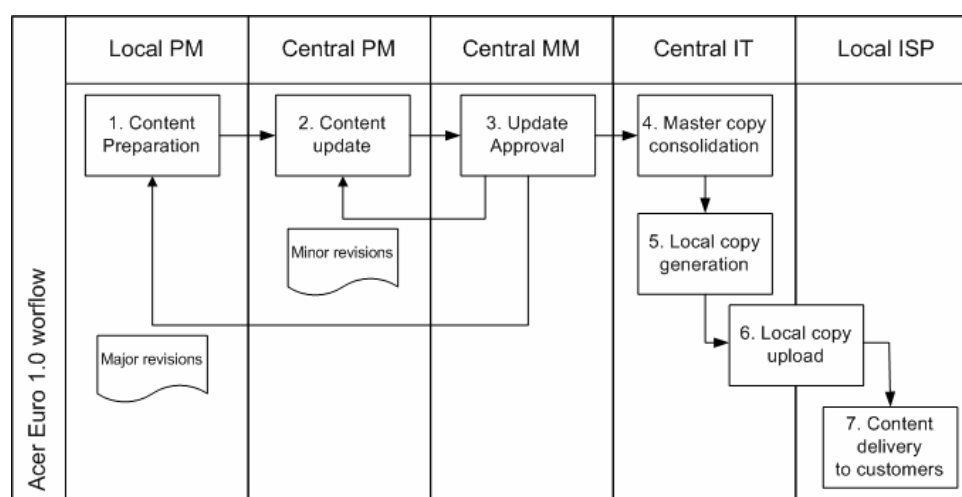 Local PM
Central PM
Central MM
Central IT
Local ISP
1. Content
Preparation
2. Content
update
3. Update
Approval
4. Master copy
consolidation
Minor revisions
5. Local copy
generation
Major revisions
6. Local copy
upload
7. Content
delivery
to customers
Acer Euro 1.0 worflow